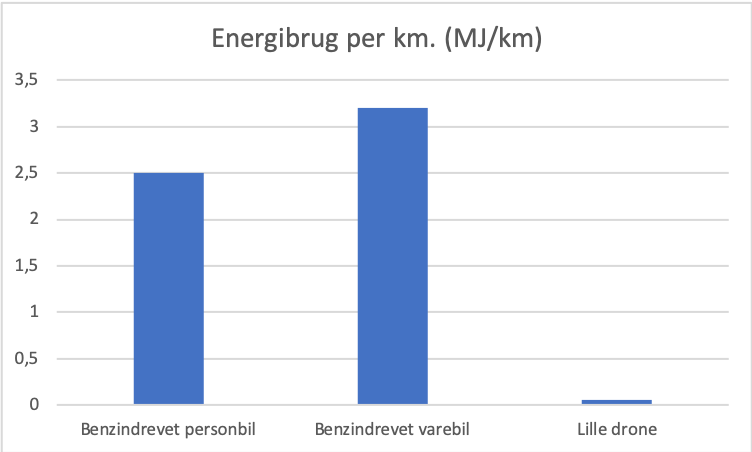 Energibrug per km. (MJ/km)
3,5
3
2,5
2
1,5
1
0,5
0
Benzindrevet personbil
Benzindrevet varebil
Lille drone